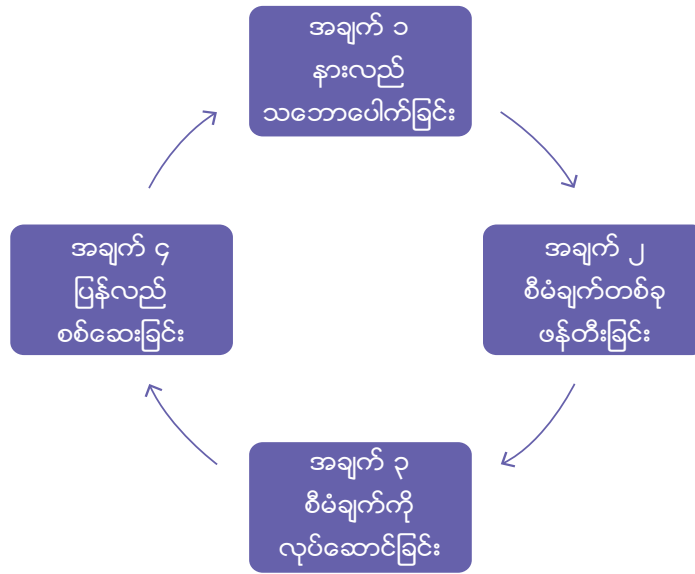 အချက် ၁
နားလည်
သဘောပေါက်ခြင်း
အချက် ၂
စီမံချက်တစ်ခု
ဖန်တီးခြင်း
အချက် ၃
စီမံချက်ကို
လုပ်ဆောင်ခြင်း
အချက် ၄
ပြန်လည်
စစ်ဆေးခြင်း